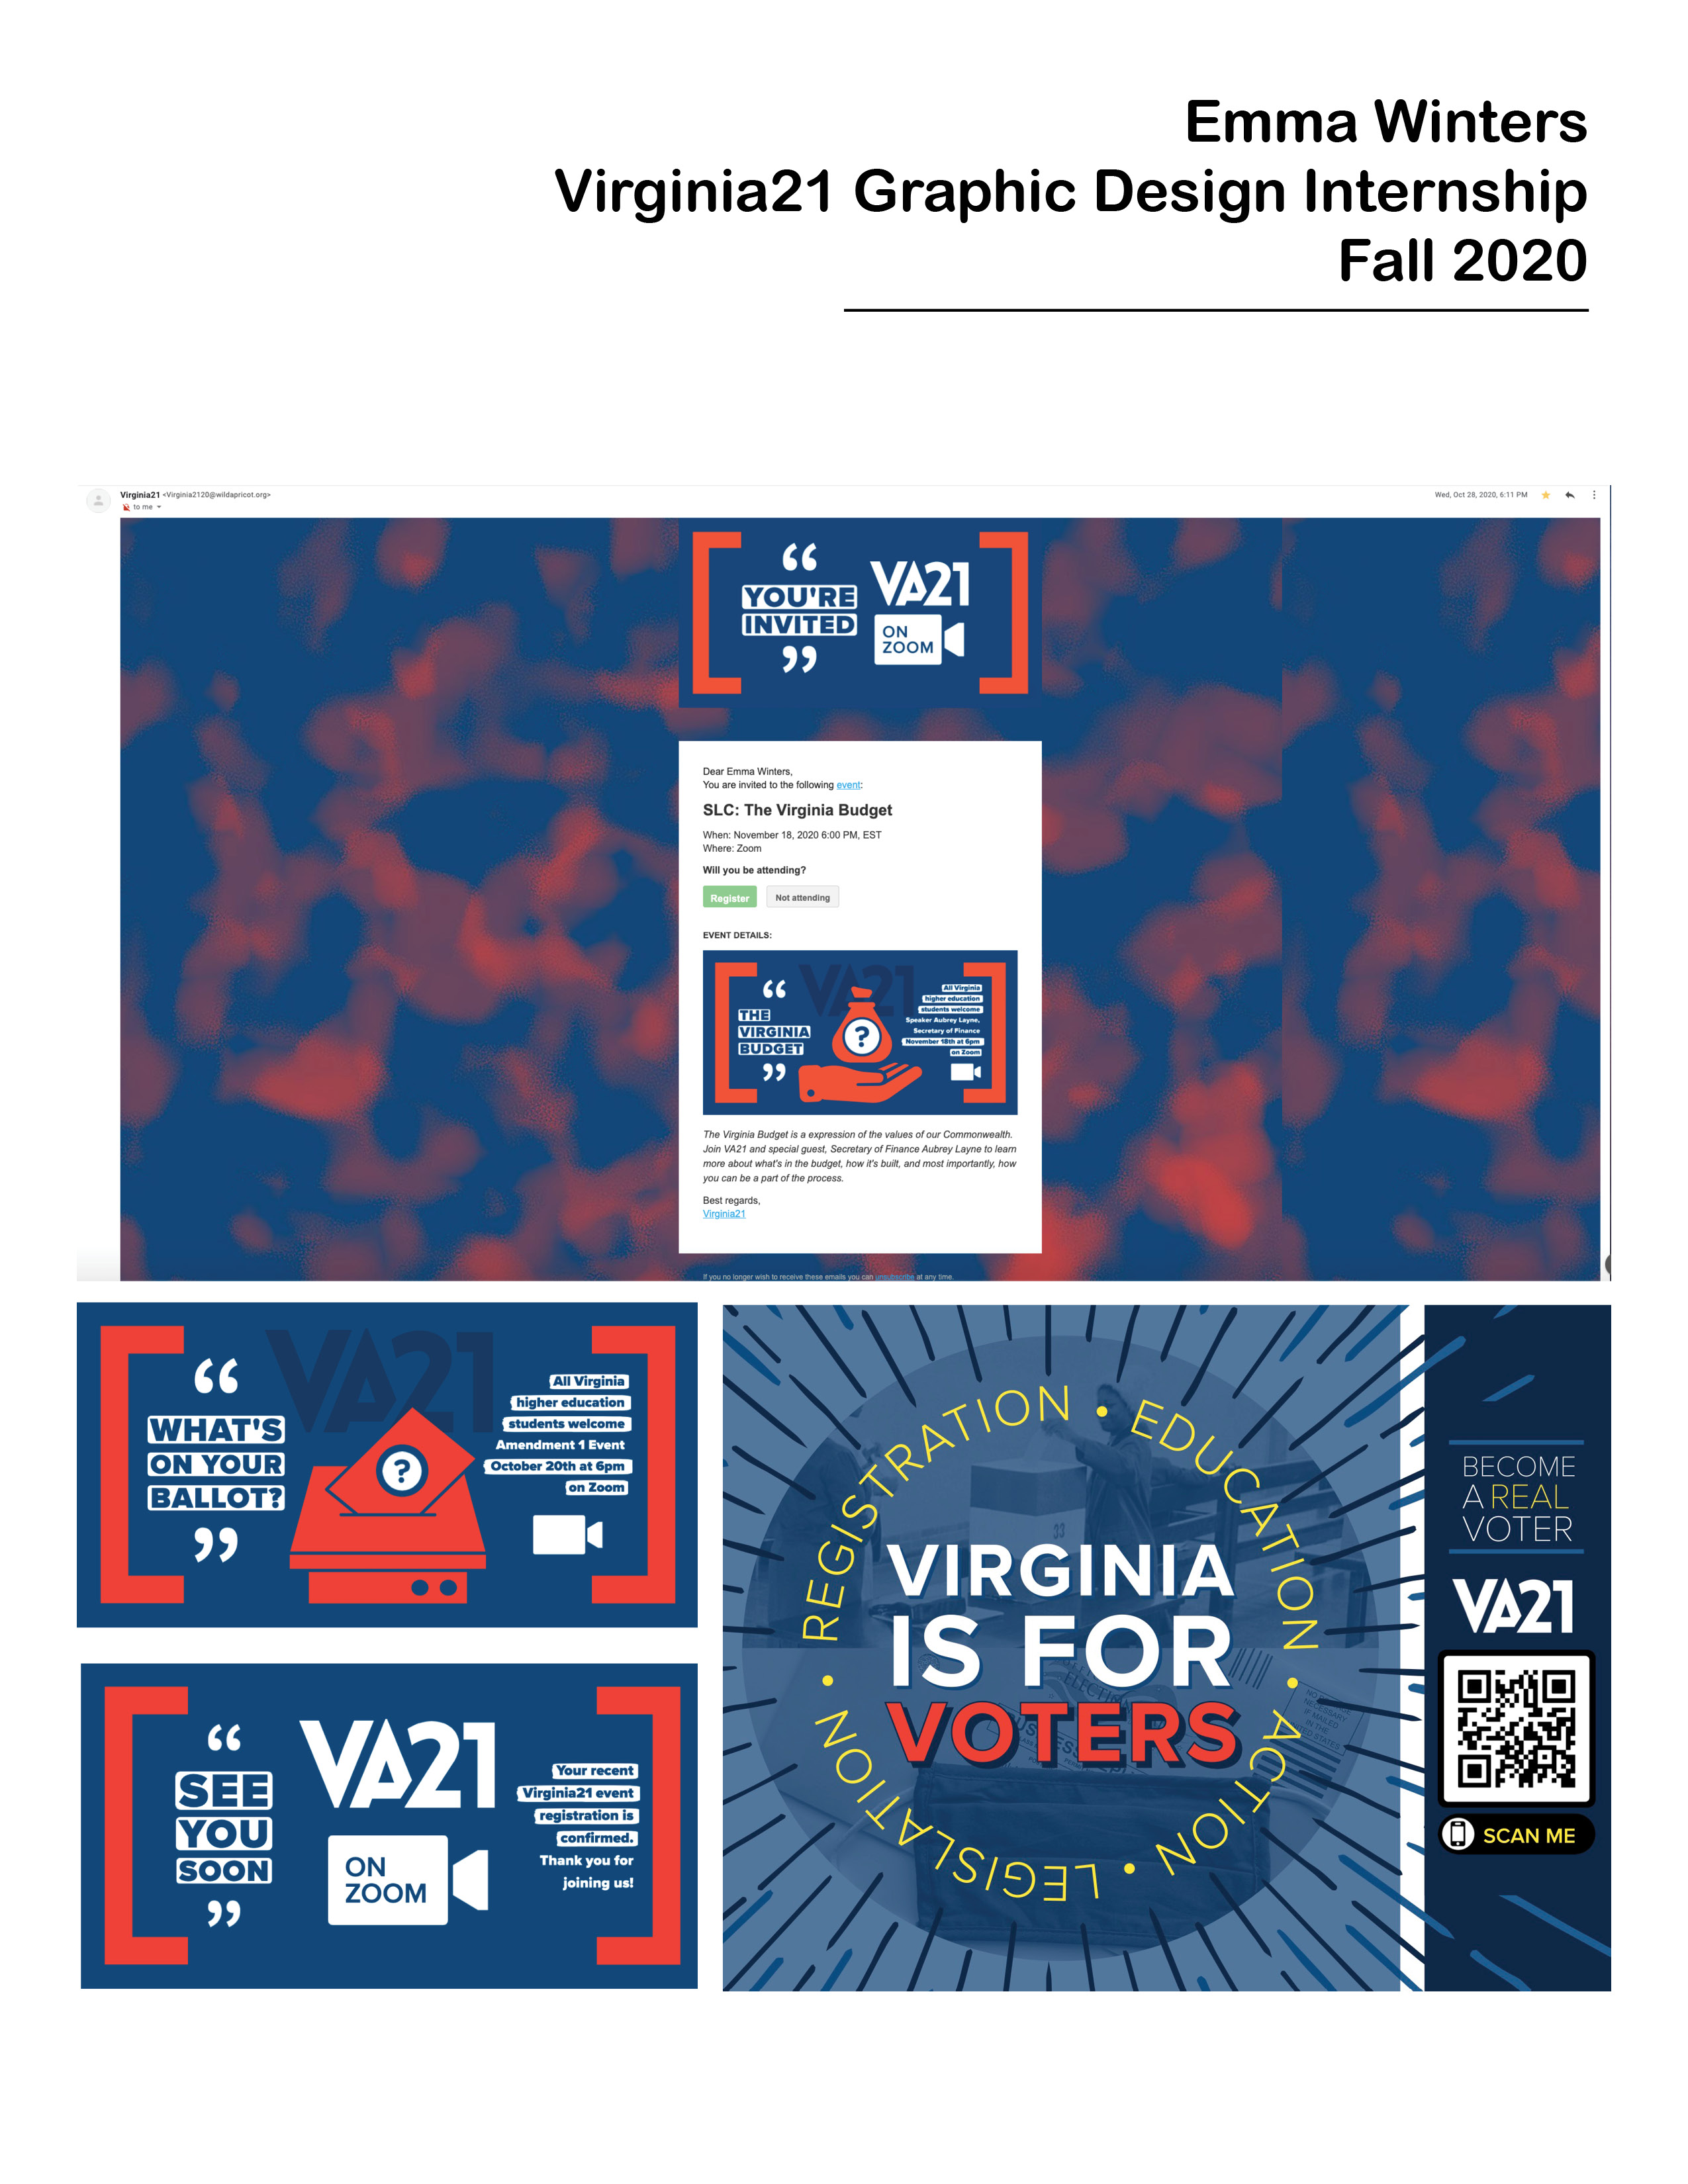 Emma Winters
Virginia21 Graphic Design Internship
Fall 2020
Virginia21 <Virginia2120@wildapricot.org>
Wed, Oct 28, 2020, 6:11 PM
to me
“
YOU'RE
INVITED
”
VA21
ON
ZOOM
Dear Emma Winters,
You are invited to the following event:
SLC: The Virginia Budget
When: November 18, 2020 6:00 PM, EST
Where: Zoom
Will you be attending?
Register
Not attending
EVENT DETAILS:
VA21
“
THE
VIRGINIA
BUDGET
”
?
All Virginia
higher education
students welcome
Speaker Aubrey Layne,
Secretary of Finance
November 18th at 6pm
on Zoom
The Virginia Budget is a expression of the values of our Commonwealth.
Join VA21 and special guest, Secretary of Finance Aubrey Layne to learn
more about what's in the budget, how it's built, and most importantly, how
you can be a part of the process.
Best regards,
Virginia21
If you no longer wish to receive these emails you can unsubscribe at any time.
VA21
“
WHAT'S
ON YOUR
BALLOT?
”
?
All Virginia
higher education
students welcome
Amendment 1 Event
October 20th at 6pm
on Zoom
“
SEE
YOU
SOON
”
VA21
ON
ZOOM
Your recent
Virginia21 event
registration is
confirmed.
Thank you for
joining us!
REGISTRATION • EDUCATION • ACTION • LEGISLATION •
33
VIRGINIA
IS FOR
VOTERS
NO
NECESSARY
IF MAILED
IN THE
STATES
BECOME
A REAL
VOTER
VA21
SCAN ME